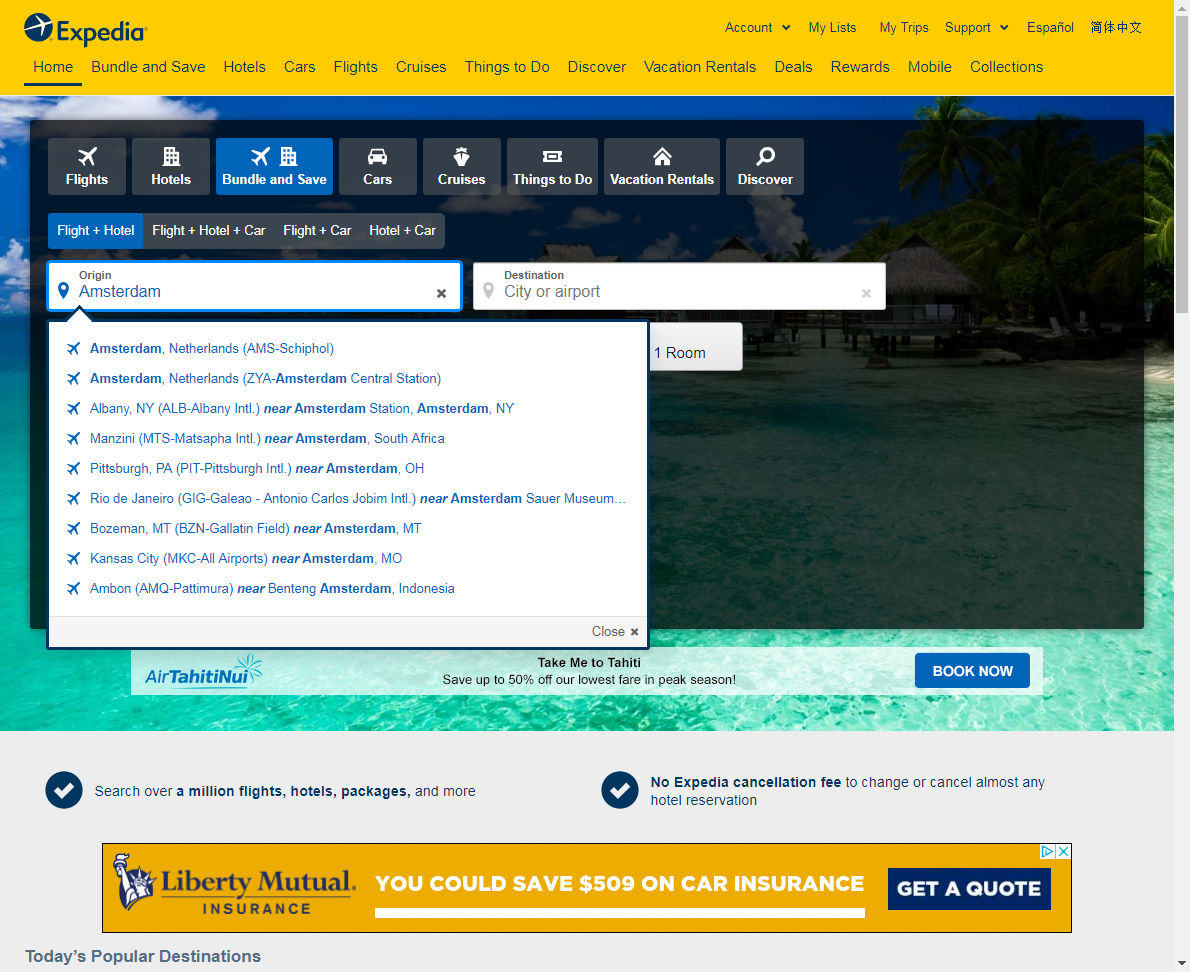 Expedia
Account
My Lists
My Trips
Support
Español
简体中文
Home
Bundle and Save
Hotels
Cars
Flights
Cruises
Things to Do
Discover
Vacation Rentals
Deals
Rewards
Mobile
Collections
Flights
Hotels
Bundle and Save
Cars
Cruises
Things to Do
Vacation Rentals
Discover
Flight + Hotel
Flight + Hotel + Car
Flight + Car
Hotel + Car
Origin
Amsterdam
Destination
City or airport
1 Room
Amsterdam, Netherlands (AMS-Schiphol)
Amsterdam, Netherlands (ZYA-Amsterdam Central Station)
Albany, NY (ALB-Albany Intl.) near Amsterdam Station, Amsterdam, NY
Manzini (MTS-Matsapha Intl.) near Amsterdam, South Africa
Pittsburgh, PA (PIT-Pittsburgh Intl.) near Amsterdam, OH
Rio de Janeiro (GIG-Galeao - Antonio Carlos Jobim Intl.) near Amsterdam Sauer Museum...
Bozeman, MT (BZN-Gallatin Field) near Amsterdam, MT
Kansas City (MKC-All Airports) near Amsterdam, MO
Ambon (AMQ-Pattimura) near Benteng Amsterdam, Indonesia
Close
AirTahitiNui
Take Me to Tahiti
Save up to 50% off our lowest fare in peak season!
BOOK NOW
Search over a million flights, hotels, packages, and more
No Expedia cancellation fee to change or cancel almost any
hotel reservation
Liberty Mutual.
INSURANCE
YOU COULD SAVE $509 ON CAR INSURANCE
GET A QUOTE
Today's Popular Destinations